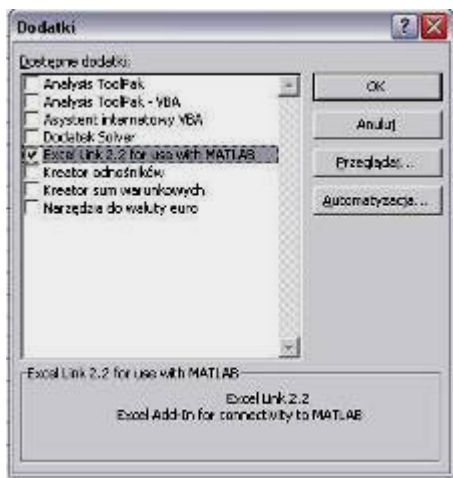 Dodatki
Dostępne dodatki:
Analysis ToolPak
Analysis ToolPak - VBA
Asystent internetowy VBA
Dodatek Solver
Excel Link 2.2 for use with MATLAB
Kreator odnośników
Kreator sum warunkowych
Narzędzia do waluty euro
OK
Anuluj
Przeglądaj...
Automatyzacja...
Excel Link 2.2 for use with MATLAB
Excel Link 2.2
Excel Add-In for connectivity to MATLAB